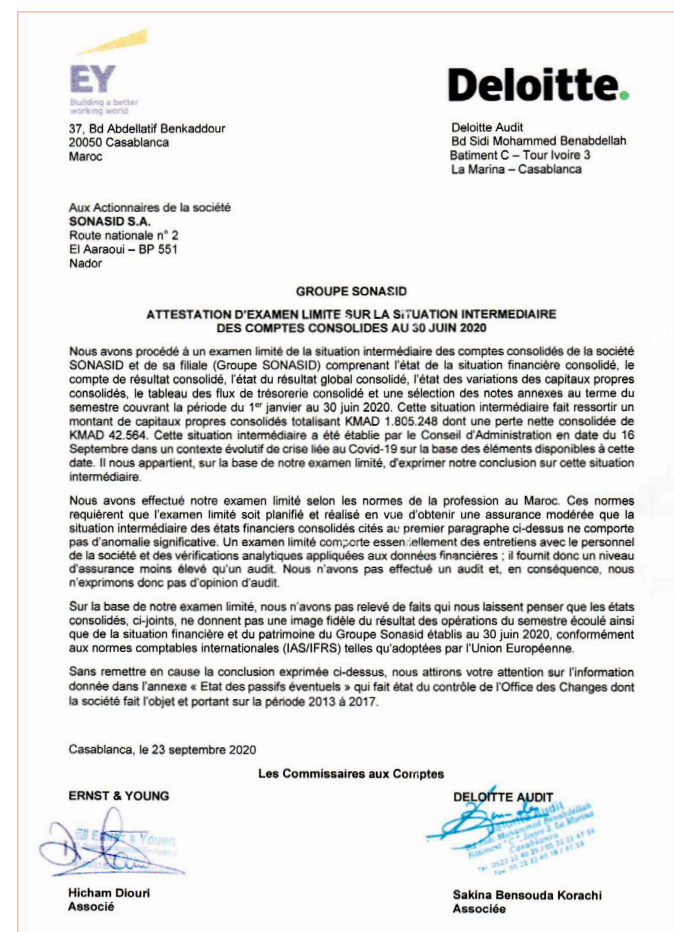 EY
Building a better
working world
37, Bd Abdellatif Benkaddour
20050 Casablanca
Maroc
Deloitte.
Deloitte Audit
Bd Sidi Mohammed Benabdellah
Batiment C – Tour Ivoire 3
La Marina – Casablanca
Aux Actionnaires de la société
SONASID S.A.
Route nationale n° 2
El Aaraoui – BP 551
Nador
GROUPE SONASID
ATTESTATION D'EXAMEN LIMITE SUR LA SITUATION INTERMEDIAIRE
DES COMPTES CONSOLIDES AU 30 JUIN 2020
Nous avons procédé à un examen limité de la situation intermédiaire des comptes consolidés de la société
SONASID et de sa filiale (Groupe SONASID) comprenant l'état de la situation financière consolidé, le
compte de résultat consolidé, l'état du résultat global consolidé, l'état des variations des capitaux propres
consolidés, le tableau des flux de trésorerie consolidé et une sélection des notes annexes au terme du
semestre couvrant la période du 1er janvier au 30 juin 2020. Cette situation intermédiaire fait ressortir un
montant de capitaux propres consolidés totalisant KMAD 1.805.248 dont une perte nette consolidée de
KMAD 42.564. Cette situation intermédiaire a été établie par le Conseil d'Administration en date du 16
Septembre dans un contexte évolutif de crise lié au Covid-19 sur la base des éléments disponibles à cette
date. Il nous appartient, sur la base de notre examen limité, d'exprimer notre conclusion sur cette situation
intermédiaire.
Nous avons effectué notre examen limité selon les normes de la profession au Maroc. Ces normes
requièrent que l'examen limité soit planifié et réalisé en vue d'obtenir une assurance modérée que la
situation intermédiaire des états financiers consolidés cités au premier paragraphe ci-dessus ne comporte
pas d'anomalie significative. Un examen limité comporte essentiellement des entretiens avec le personnel
de la société et des vérifications analytiques appliquées aux données financières ; il fournit donc un niveau
d'assurance moins élevé qu'un audit. Nous n'avons pas effectué un audit et, en conséquence, nous
n'exprimons donc pas d'opinion d'audit.
Sur la base de notre examen limité, nous n'avons pas relevé de faits qui nous laissent penser que les états
consolidés, ci-joints, ne donnent pas une image fidèle du résultat des opérations du semestre écoulé ainsi
que de la situation financière et du patrimoine du Groupe Sonasid établis au 30 juin 2020, conformément
aux normes comptables internationales (IAS/IFRS) telles qu'adoptées par l'Union Européenne.
Sans remettre en cause la conclusion exprimée ci-dessus, nous attirons votre attention sur l'information
donnée dans l'annexe « Etat des passifs éventuels » qui fait état du contrôle de l'Office des Changes dont
la société fait l'objet et portant sur la période 2013 à 2017.
Casablanca, le 23 septembre 2020
Les Commissaires aux Comptes
ERNST & YOUNG
DELOITTE AUDIT
ERNST & YOUNG
Deloitte Audit
Bd Sidi Mohammed Benabdellah
Bâtiment "C" Ivoire 3, La Marina
Casablanca
Hicham Diouri
Associé
Sakina Bensouda Korachi
Associée